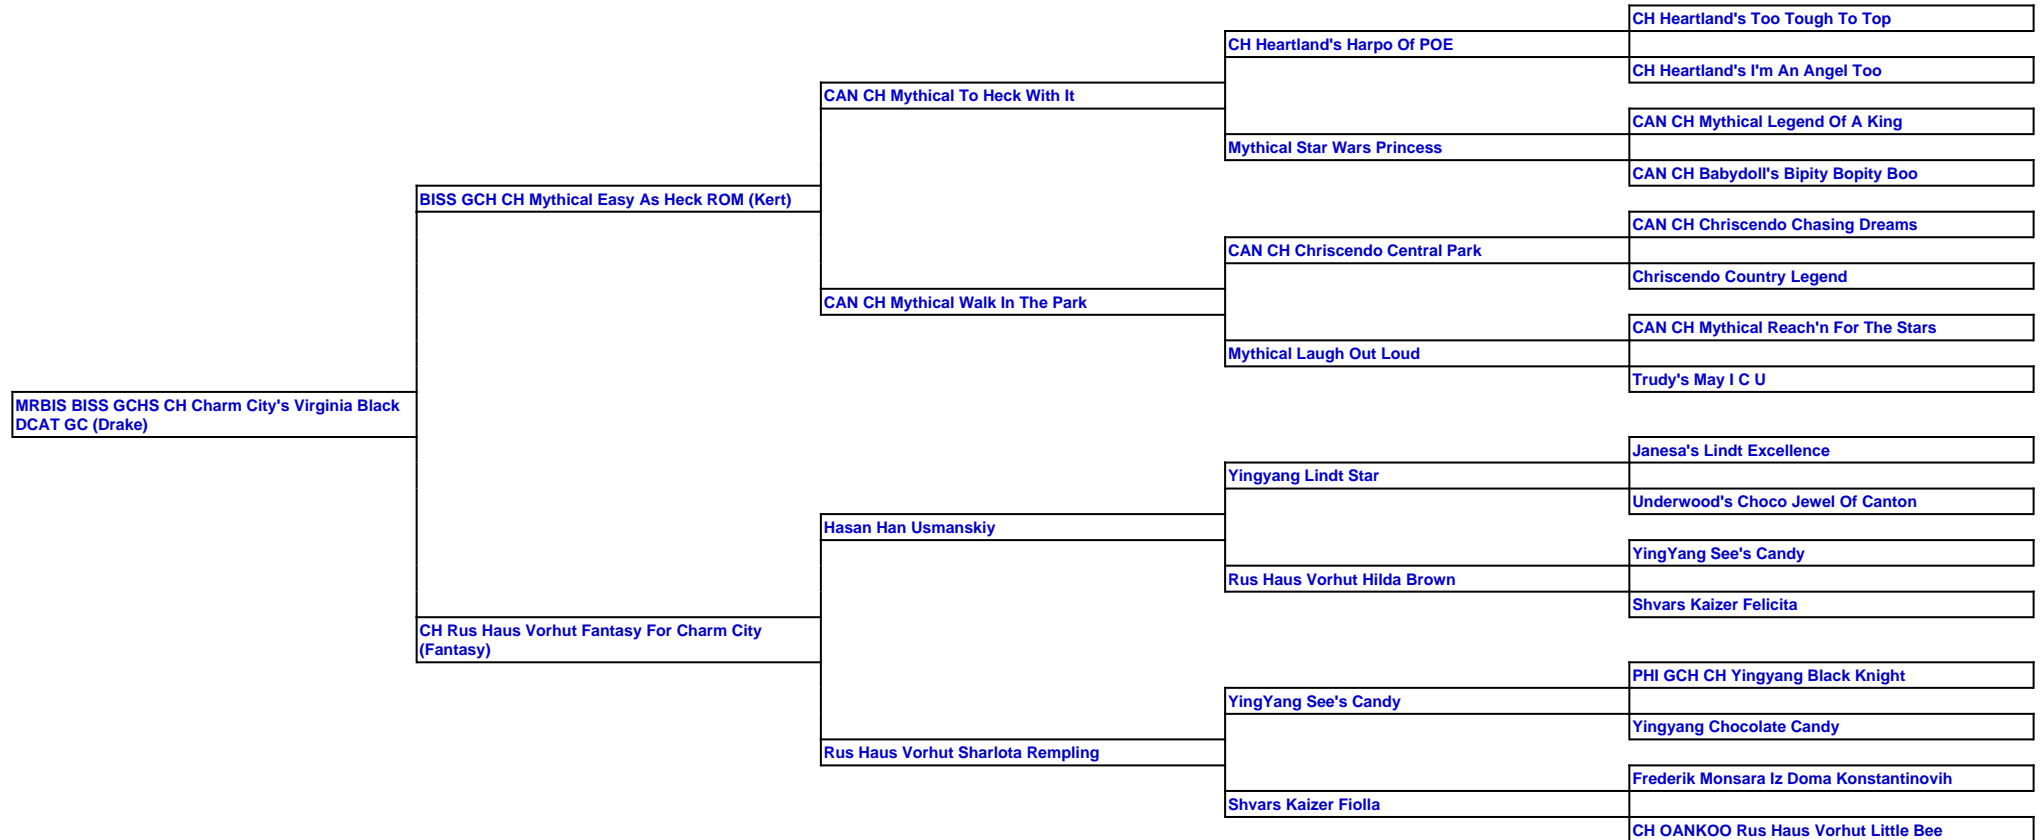 CH Heartland's Too Tough To Top
CH Heartland's Harpo Of POE
CH Heartland's I'm An Angel Too
CAN CH Mythical To Heck With It
CAN CH Mythical Legend Of A King
Mythical Star Wars Princess
CAN CH Babydoll's Bipity Bopity Boo
BISS GCH CH Mythical Easy As Heck ROM (Kert)
CAN CH Chriscendo Chasing Dreams
CAN CH Chriscendo Central Park
Chriscendo Country Legend
CAN CH Mythical Walk In The Park
CAN CH Mythical Reach'n For The Stars
Mythical Laugh Out Loud
Trudy's May I C U
MRBIS BISS GCHS CH Charm City's Virginia Black
DCAT GC (Drake)
Janesa's Lindt Excellence
Yingyang Lindt Star
Underwood's Choco Jewel Of Canton
Hasan Han Usmanskiy
YingYang See's Candy
Rus Haus Vorhut Hilda Brown
Shvars Kaizer Felicita
CH Rus Haus Vorhut Fantasy For Charm City
(Fantasy)
PHI GCH CH Yingyang Black Knight
YingYang See's Candy
Yingyang Chocolate Candy
Rus Haus Vorhut Sharlota Rempling
Frederik Monsara Iz Doma Konstantinovih
Shvars Kaizer Fiolla
CH OANKOO Rus Haus Vorhut Little Bee